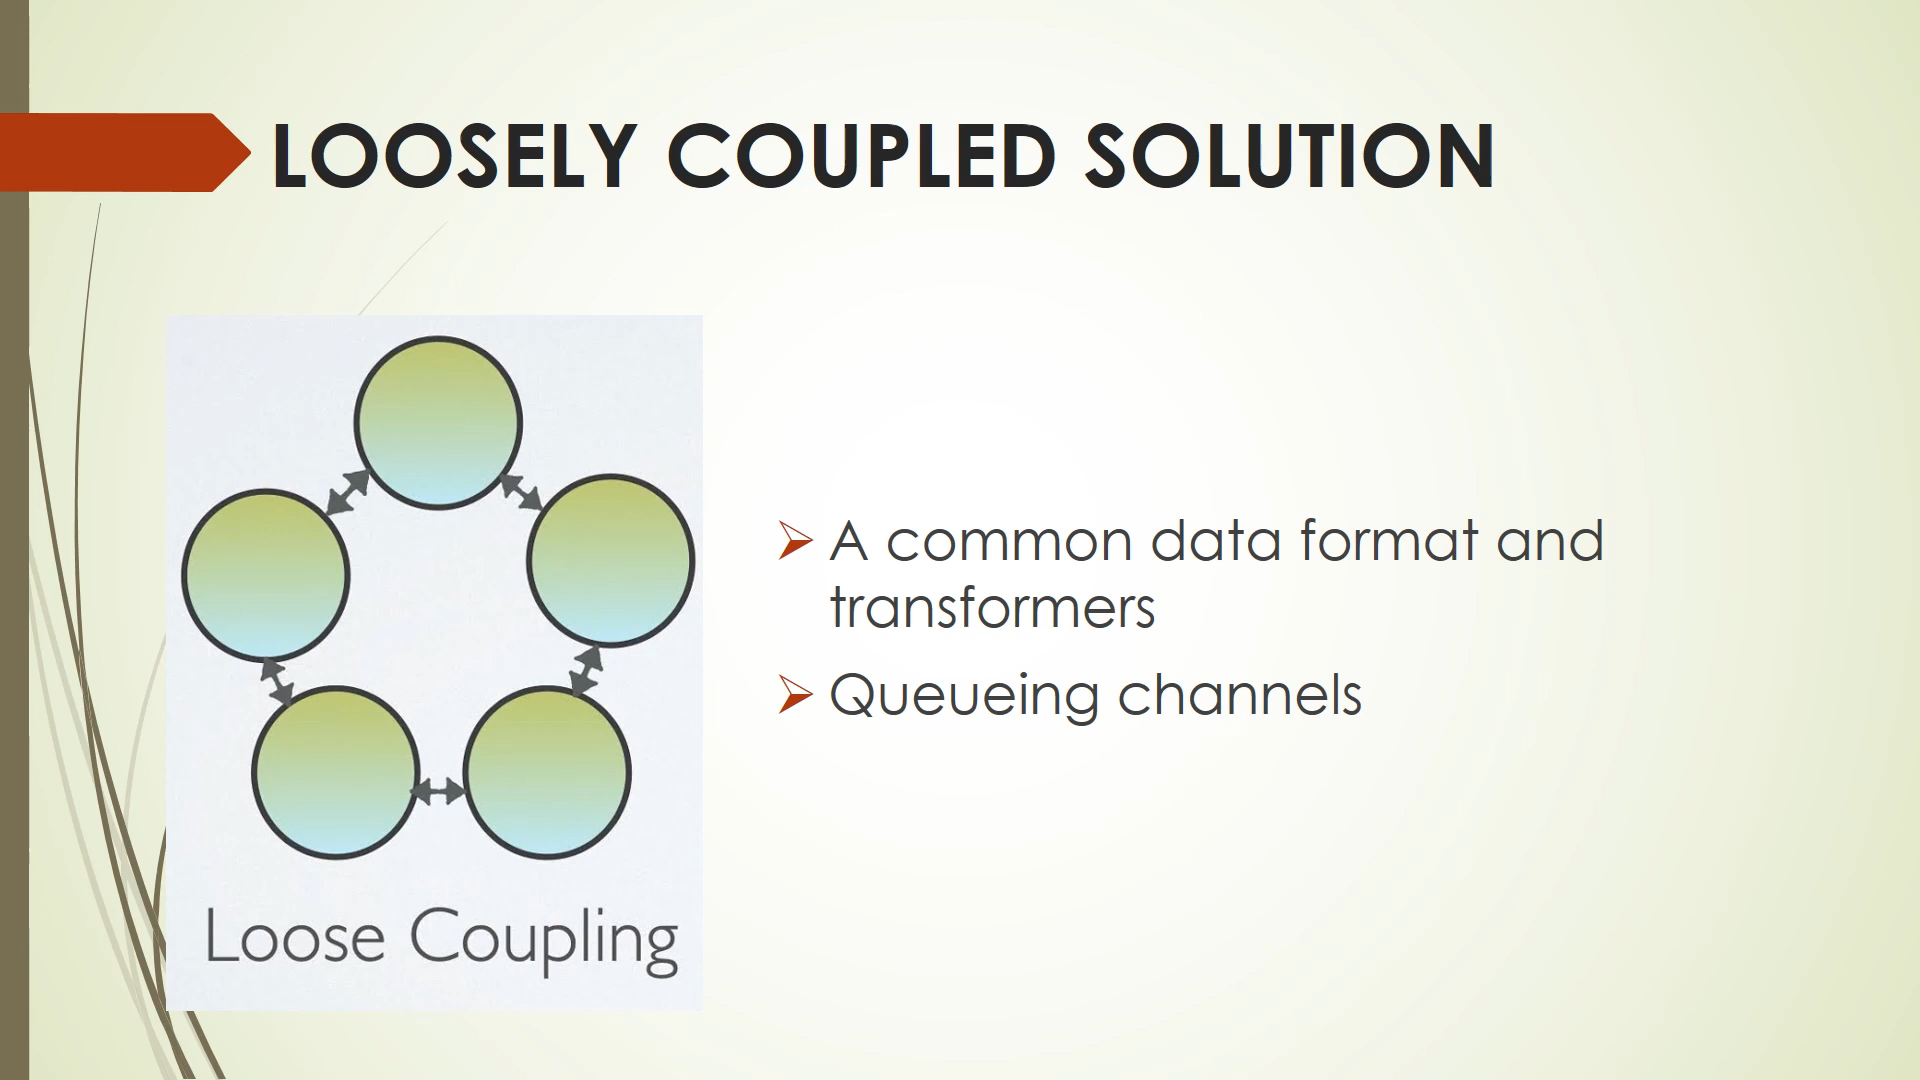 LOOSELY COUPLED SOLUTION
A common data format and
transformers
Queueing channels
Loose Coupling